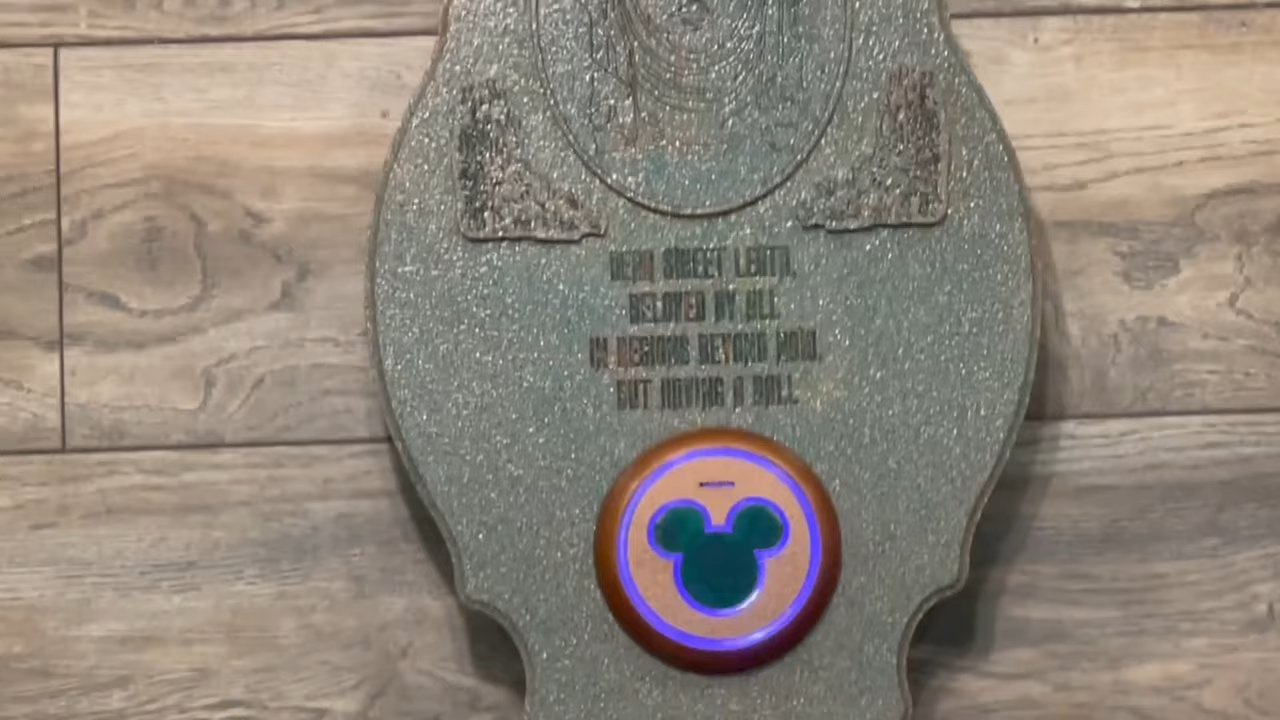 DEAR SWEET LEOTA,
BELOVED BY ALL
IN REGIONS BEYOND NOW,
BUT HAVING A BALL